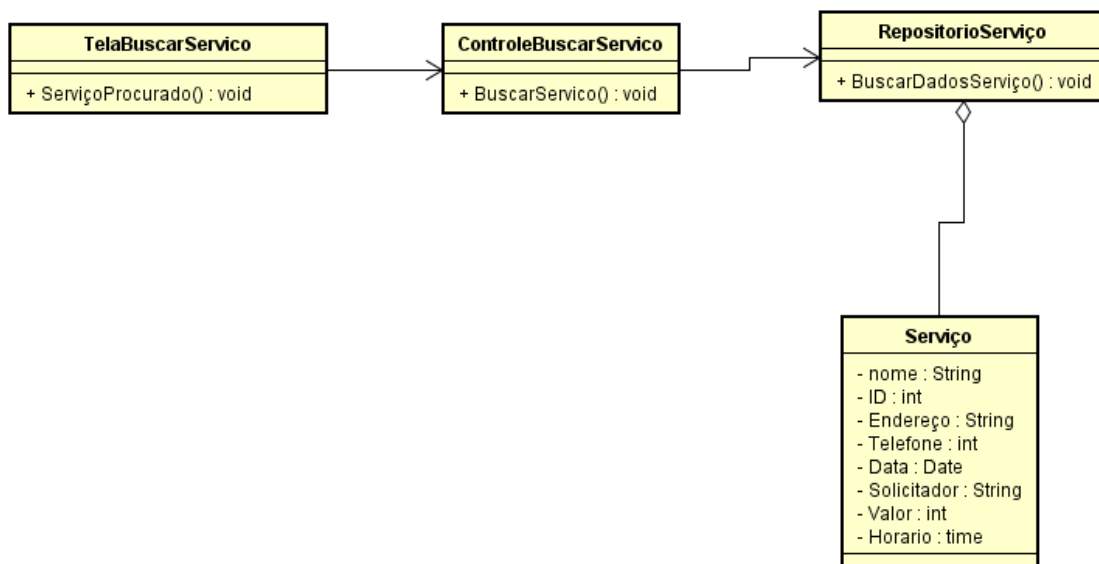 TelaBuscarServico
+ ServiçoProcurado() : void
ControleBuscarServico
+ BuscarServico() : void
RepositorioServiço
+ BuscarDadosServiço() : void
Serviço
- nome : String
- ID : int
- Endereço : String
- Telefone : int
- Data : Date
- Solicitador : String
- Valor : int
- Horario : time